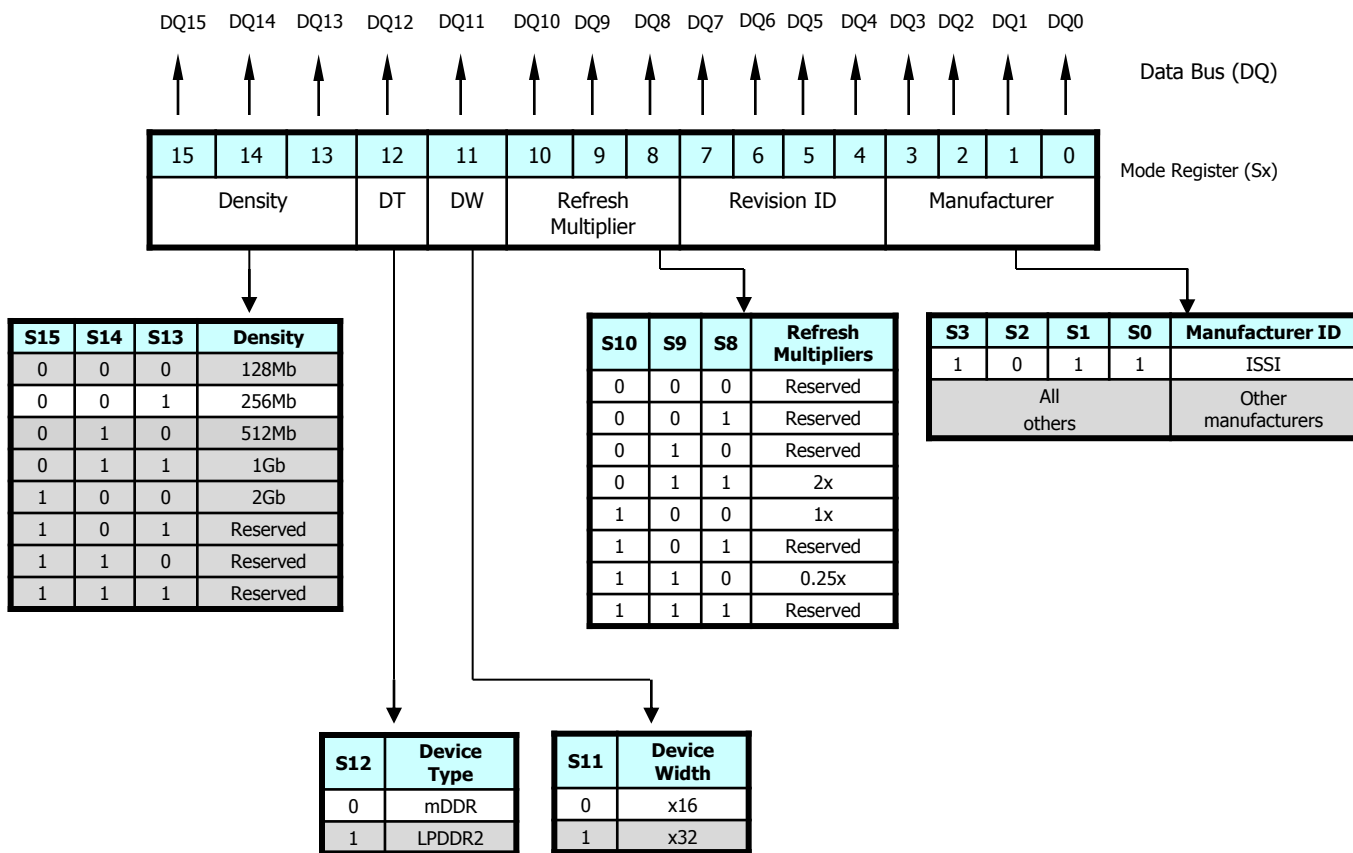 DQ15 DQ14 DQ13 DQ12 DQ11 DQ10 DQ9 DQ8 DQ7 DQ6 DQ5 DQ4 DQ3 DQ2 DQ1 DQ0
Data Bus (DQ)
15 14 13 12 11 10 9 8 7 6 5 4 3 2 1 0
Mode Register (Sx)
Density DT DW Refresh Multiplier Revision ID Manufacturer
S15 S14 S13 Density
0 0 0 128Mb
0 0 1 256Mb
0 1 0 512Mb
0 1 1 1Gb
1 0 0 2Gb
1 0 1 Reserved
1 1 0 Reserved
1 1 1 Reserved
S10 S9 S8 Refresh Multipliers
0 0 0 Reserved
0 0 1 Reserved
0 1 0 Reserved
0 1 1 2x
1 0 0 1x
1 0 1 Reserved
1 1 0 0.25x
1 1 1 Reserved
S3 S2 S1 S0 Manufacturer ID
1 0 1 1 ISSI
All others Other manufacturers
S12 Device Type
0 mDDR
1 LPDDR2
S11 Device Width
0 x16
1 x32